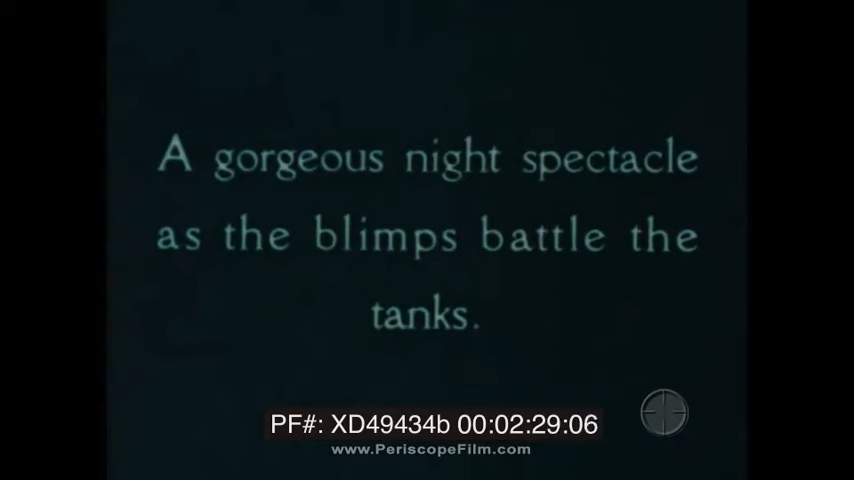 A gorgeous night spectacle
as the blimps battle the
tanks.
PF#: XD49434b 00:02:29:06
www.PeriscopeFilm.com